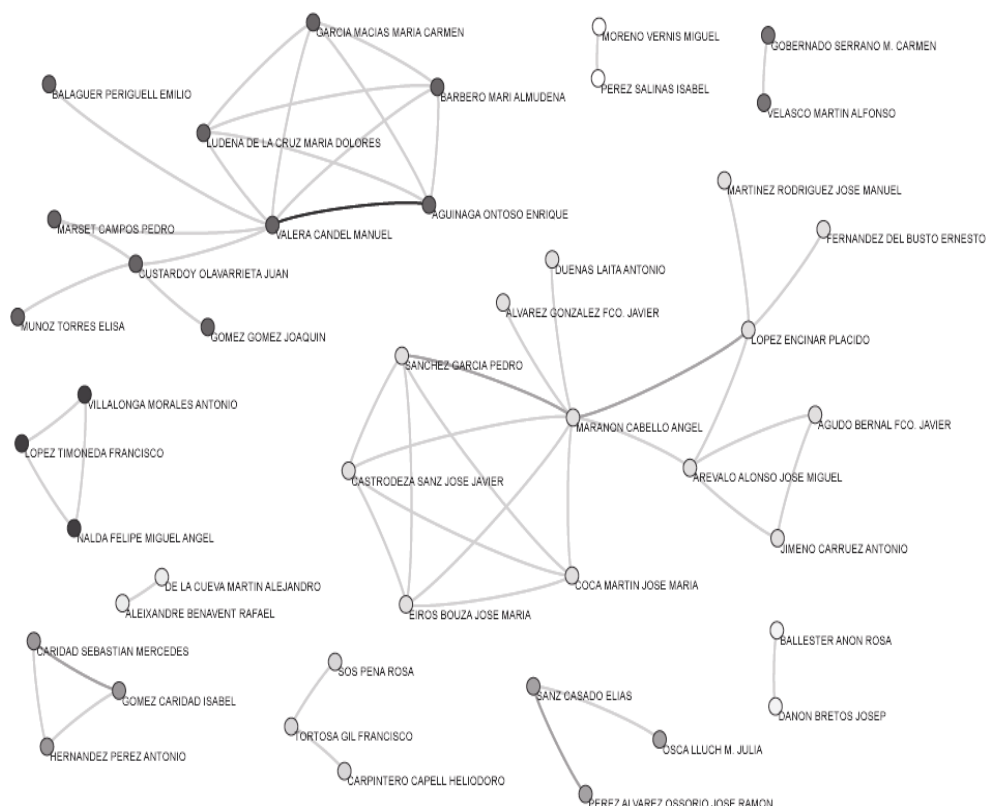 GARCIA MACIAS MARIA CARMEN
MORENO VERNIS MIGUEL
GOBERNADO SERRANO M. CARMEN
BALAGUER PERIGUELL EMILIO
BARBERO MARI ALMUDENA
PEREZ SALINAS ISABEL
VELASCO MARTIN ALFONSO
LUDENA DE LA CRUZ MARIA DOLORES
MARTINEZ RODRIGUEZ JOSE MANUEL
AGUINAGA ONTOSO ENRIQUE
MARSET CAMPOS PEDRO
VALERA CANDEL MANUEL
FERNANDEZ DEL BUSTO ERNESTO
CUSTARDOY OLAVARRIETA JUAN
DUENAS LAITA ANTONIO
ALVAREZ GONZALEZ FCO. JAVIER
MUNOZ TORRES ELISA
GOMEZ GOMEZ JOAQUIN
LOPEZ ENCINAR PLACIDO
SANCHEZ GARCIA PEDRO
VILLALONGA MORALES ANTONIO
MARANON CABELLO ANGEL
AGUDO BERNAL FCO. JAVIER
LOPEZ TIMONEDA FRANCISCO
CASTRODEZA SANZ JOSE JAVIER
AREVALO ALONSO JOSE MIGUEL
NALDA FELIPE MIGUEL ANGEL
JIMENO CARRUEZ ANTONIO
DE LA CUEVA MARTIN ALEJANDRO
COCA MARTIN JOSE MARIA
ALEIXANDRE BENAVENT RAFAEL
EIROS BOUZA JOSE MARIA
BALLESTER ANON ROSA
CARIDAD SEBASTIAN MERCEDES
SOS PENA ROSA
GOMEZ CARIDAD ISABEL
SANZ CASADO ELIAS
DANON BRETOS JOSEP
TORTOSA GIL FRANCISCO
OSCA LLUCH M. JULIA
HERNANDEZ PEREZ ANTONIO
CARPINTERO CAPELL HELIODORO
PEREZ ALVAREZ OSSORIO JOSE RAMON